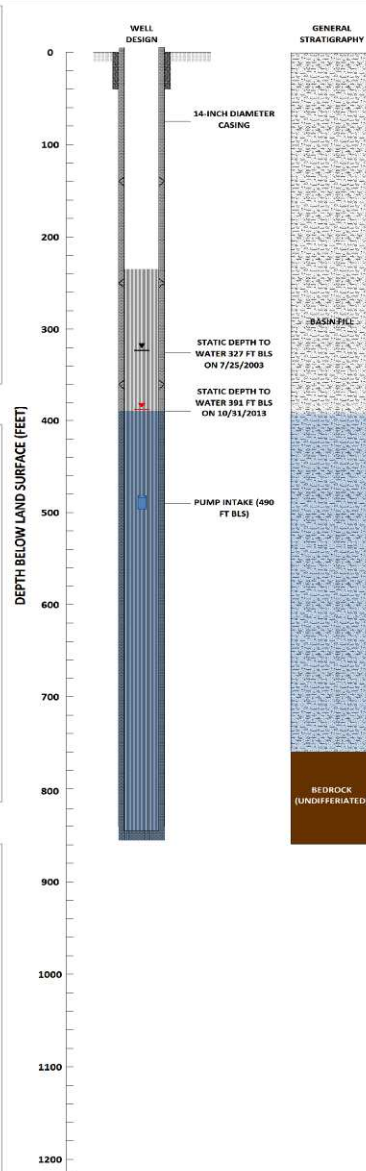 WELL
DESIGN
GENERAL
STRATIGRAPHY
0
14-INCH DIAMETER
CASING
100
200
300
BASIN FILL
STATIC DEPTH TO
WATER 327 FT BLS
ON 7/25/2003
STATIC DEPTH TO
WATER 391 FT BLS
ON 10/31/2013
400
DEPTH BELOW LAND SURFACE (FEET)
PUMP INTAKE (490
FT BLS)
500
600
700
800
BEDROCK
(UNDIFFERIATED
900
1000
1100
1200